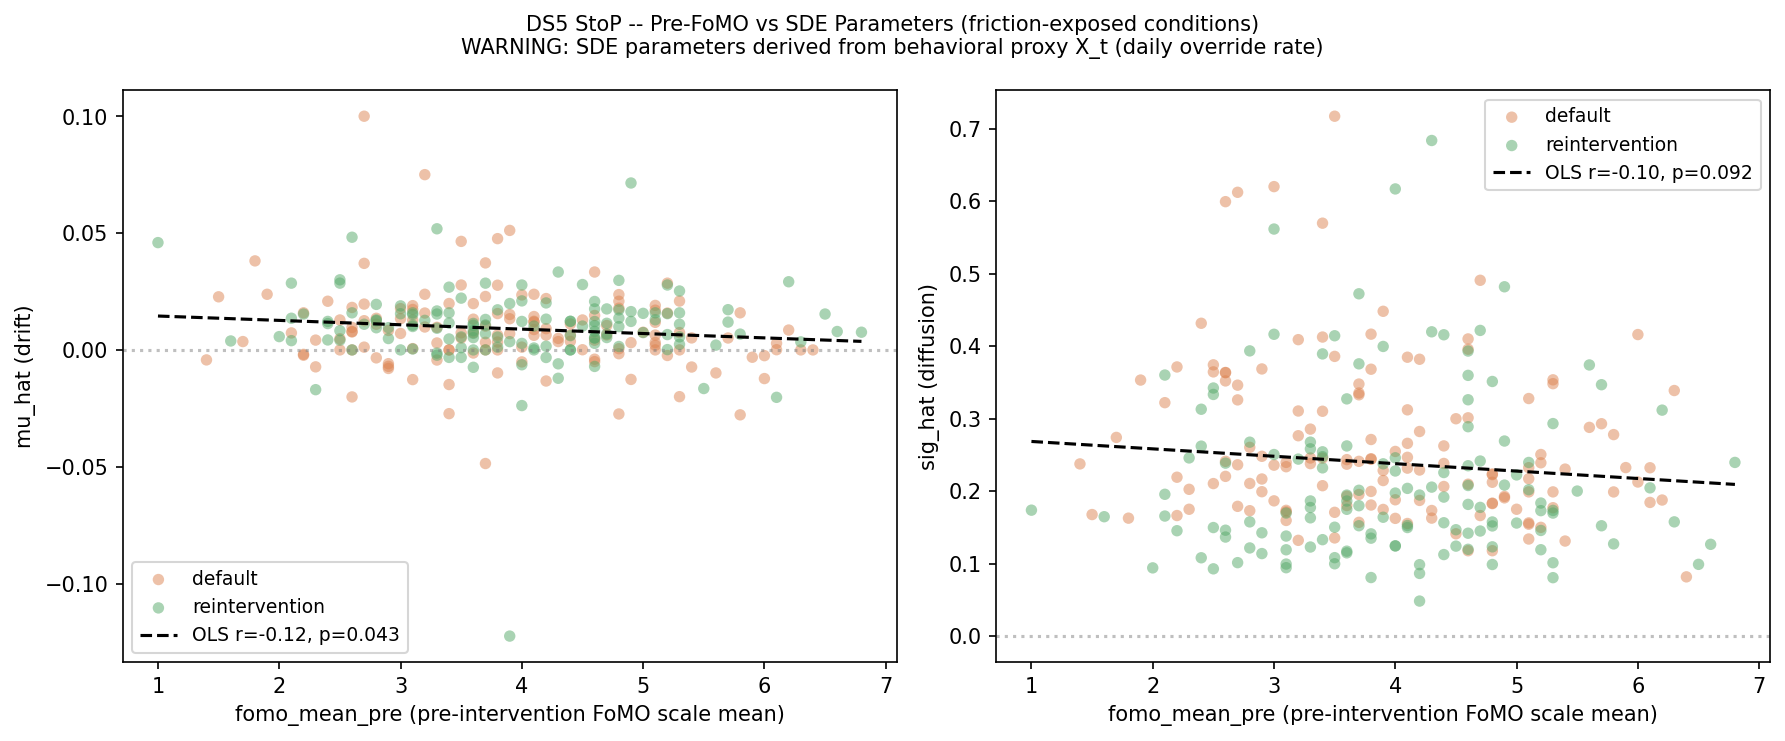 DS5 StoP -- Pre-FoMO vs SDE Parameters (friction-exposed conditions)
WARNING: SDE parameters derived from behavioral proxy X_t (daily override rate)
mu_hat (drift)
0.10
0.05
0.00
−0.05
−0.10
default
reintervention
OLS r=-0.12, p=0.043
1 2 3 4 5 6 7
fomo_mean_pre (pre-intervention FoMO scale mean)
sig_hat (diffusion)
0.7
0.6
0.5
0.4
0.3
0.2
0.1
0.0
default
reintervention
OLS r=-0.10, p=0.092
1 2 3 4 5 6 7
fomo_mean_pre (pre-intervention FoMO scale mean)